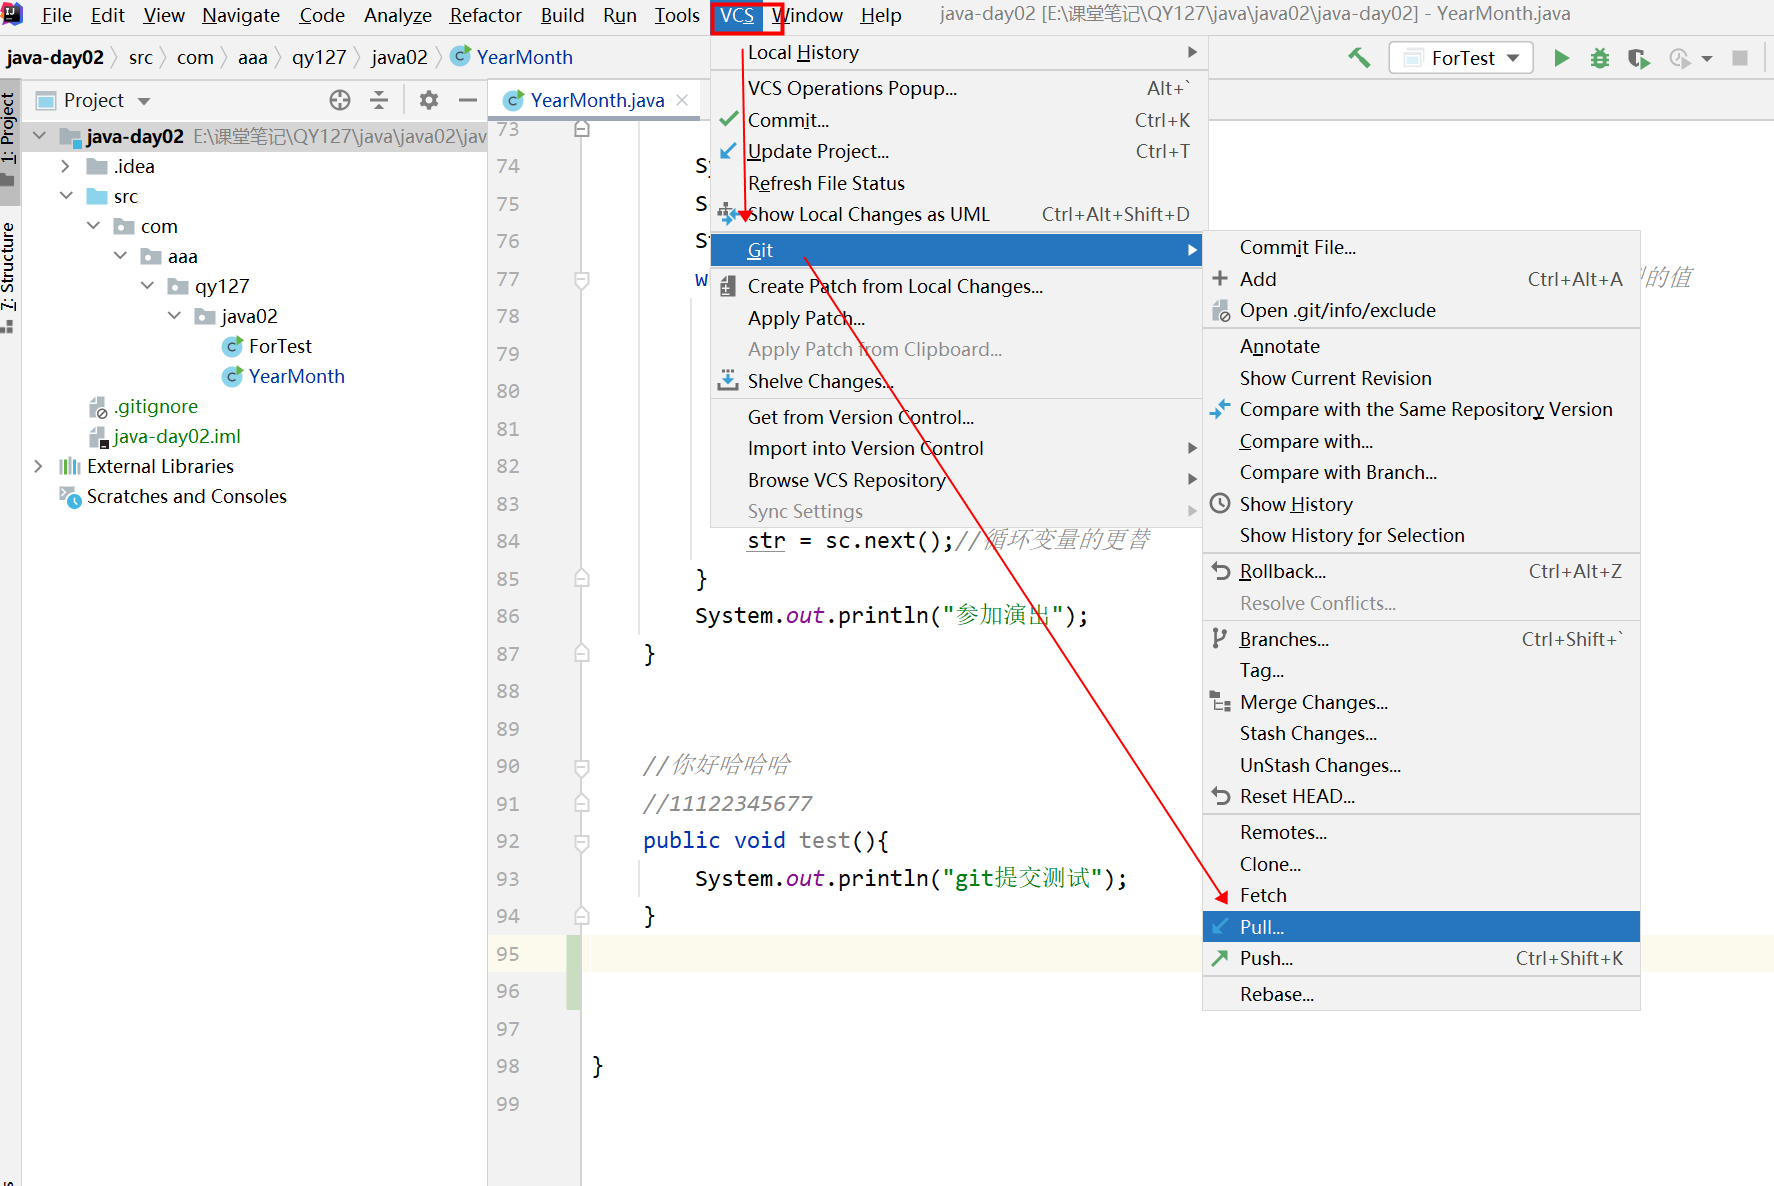 File Edit View Navigate Code Analyze Refactor Build Run Tools VCS Window Help java-day02 [E:\课堂笔记\QY127\java\java02\java-day02] - YearMonth.java
java-day02 src com aaa qy127 java02 YearMonth
ForTest
Project
YearMonth.java
1: Project
7: Structure
java-day02 E:\课堂笔记\QY127\java\java02\jav
.idea
src
com
aaa
qy127
java02
ForTest
YearMonth
.gitignore
java-day02.iml
External Libraries
Scratches and Consoles
Local History
VCS Operations Popup... Alt+`
Commit... Ctrl+K
Update Project... Ctrl+T
Refresh File Status
Show Local Changes as UML Ctrl+Alt+Shift+D
Git
Create Patch from Local Changes...
Apply Patch...
Apply Patch from Clipboard...
Shelve Changes...
Get from Version Control...
Import into Version Control
Browse VCS Repository
Sync Settings
Commit File...
Add Ctrl+Alt+A
Open .git/info/exclude
Annotate
Show Current Revision
Compare with the Same Repository Version
Compare with...
Compare with Branch...
Show History
Show History for Selection
Rollback... Ctrl+Alt+Z
Resolve Conflicts...
Branches... Ctrl+Shift+`
Tag...
Merge Changes...
Stash Changes...
UnStash Changes...
Reset HEAD...
Remotes...
Clone...
Fetch
Pull...
Push... Ctrl+Shift+K
Rebase...
73
74 S
75 S
76 S
77 w 的值
78
79
80
81
82
83
84 str = sc.next();//循环变量的更替
85 }
86 System.out.println("参加演出");
87 }
88
89
90 //你好哈哈哈
91 //11122345677
92 public void test(){
93 System.out.println("git提交测试");
94 }
95
96
97
98 }
99